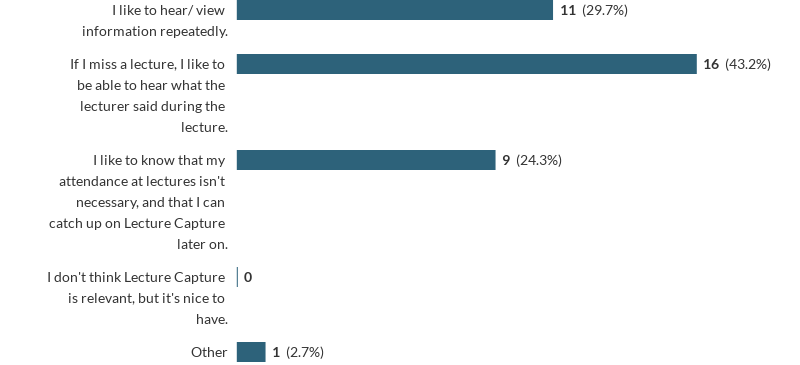 I like to hear/ view 11 (29.7%)
information repeatedly.
If I miss a lecture, I like to 16 (43.2%)
be able to hear what the
lecturer said during the
lecture.
I like to know that my 9 (24.3%)
attendance at lectures isn't
necessary, and that I can
catch up on Lecture Capture
later on.
I don't think Lecture Capture 0
is relevant, but it's nice to
have.
Other 1 (2.7%)